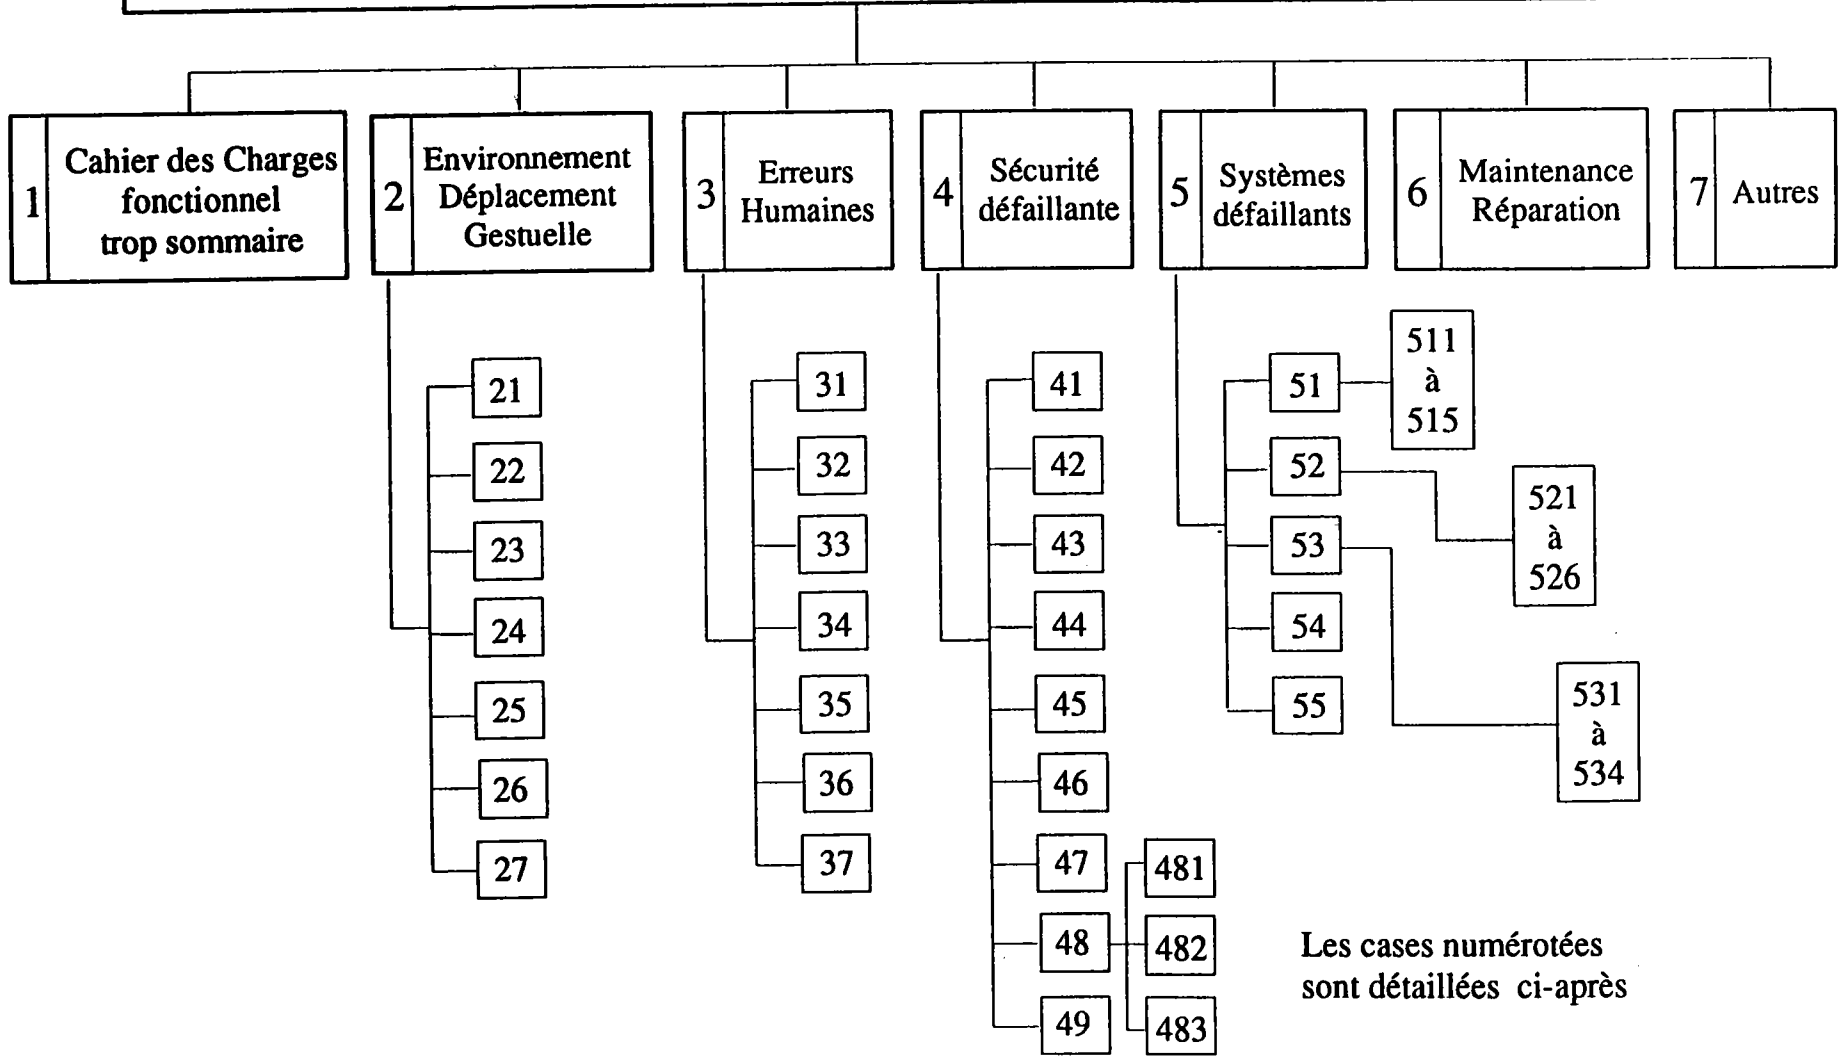 1
Cahier des Charges
fonctionnel
trop sommaire
2
Environnement
Déplacement
Gestuelle
3
Erreurs
Humaines
4
Sécurité
défaillante
5
Systèmes
défaillants
6
Maintenance
Réparation
7
Autres
21
22
23
24
25
26
27
31
32
33
34
35
36
37
41
42
43
44
45
46
47
48
49
481
482
483
51
52
53
54
55
511
à
515
521
à
526
531
à
534
Les cases numérotées
sont détaillées ci-après